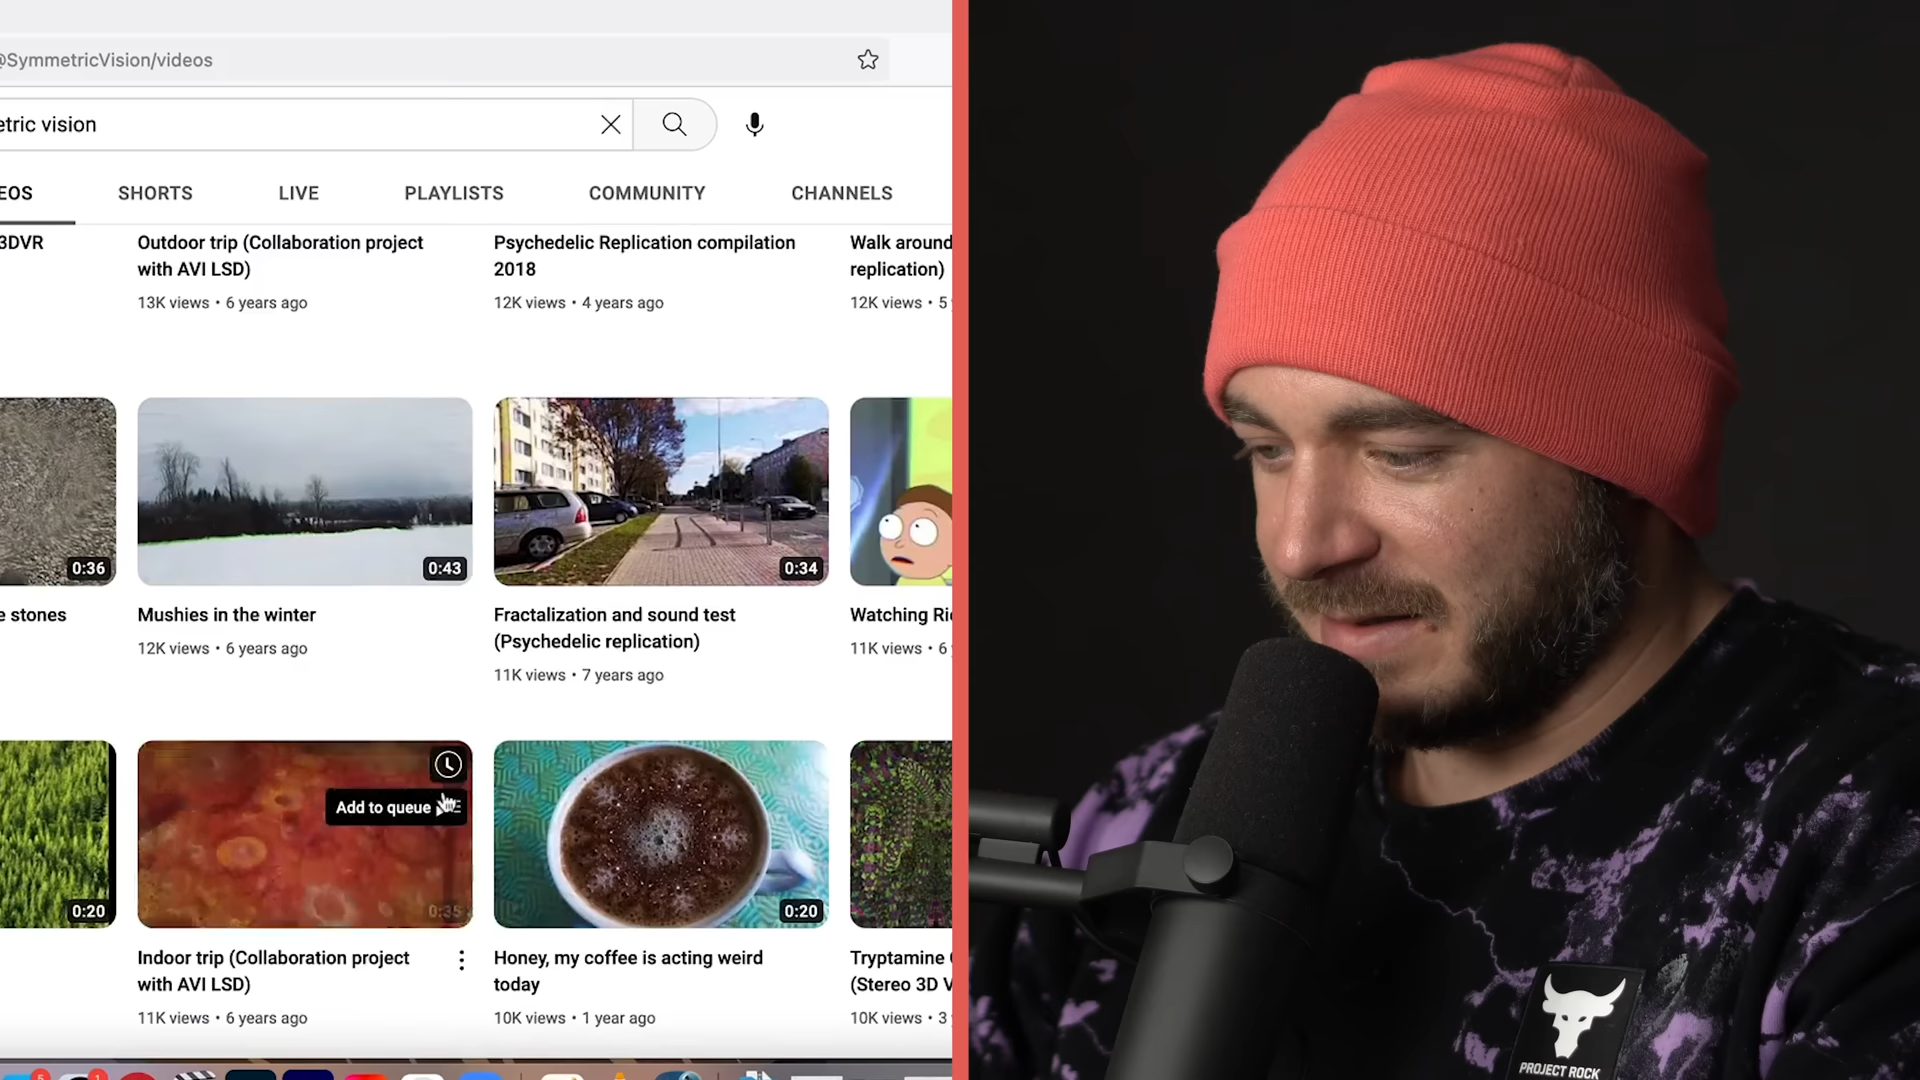 @SymmetricVision/videos
etric vision
EOS SHORTS LIVE PLAYLISTS COMMUNITY CHANNELS
3DVR
Outdoor trip (Collaboration project
with AVI LSD)
13K views • 6 years ago
Psychedelic Replication compilation
2018
12K views • 4 years ago
Walk around
replication)
12K views • 5
0:36
0:43
0:34
e stones
Mushies in the winter
12K views • 6 years ago
Fractalization and sound test
(Psychedelic replication)
11K views • 7 years ago
Watching Ri
11K views • 6
Add to queue
0:20
0:35
0:20
Indoor trip (Collaboration project
with AVI LSD)
11K views • 6 years ago
Honey, my coffee is acting weird
today
10K views • 1 year ago
Tryptamine
(Stereo 3D V
10K views • 3
5
1
PROJECT ROCK